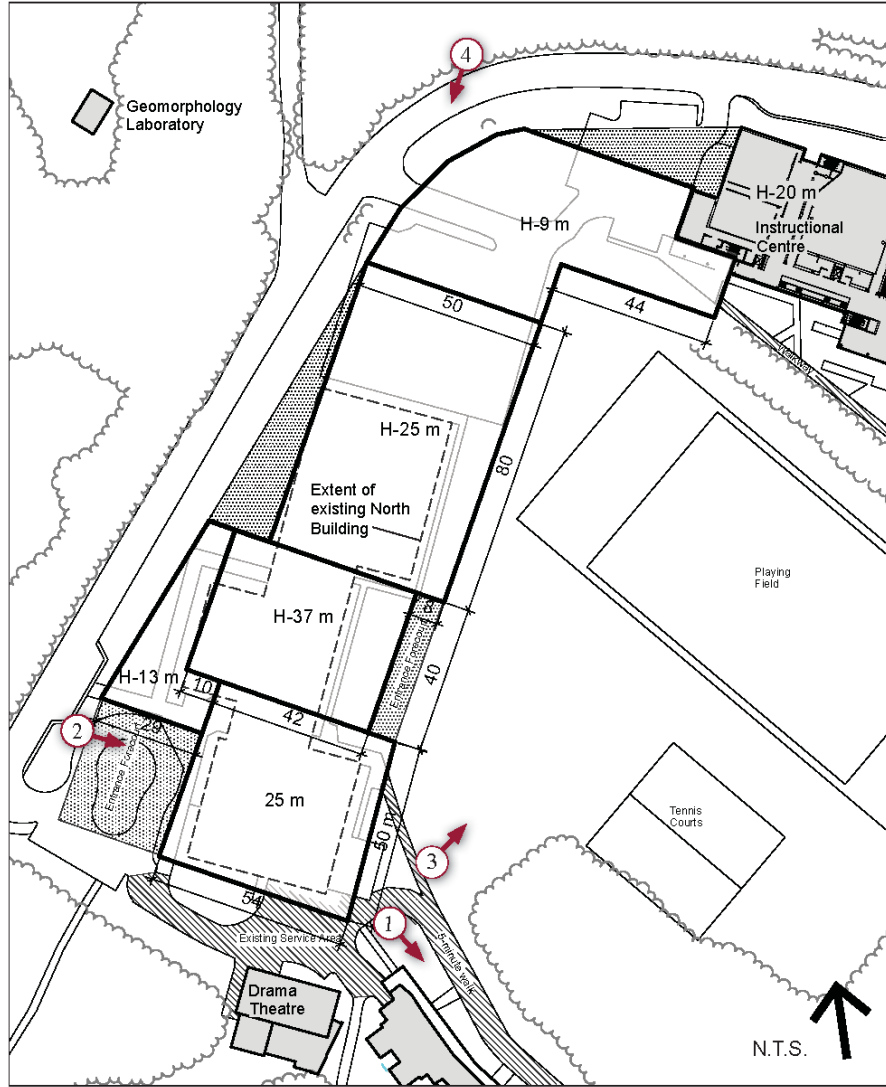 4
Geomorphology
Laboratory
H-20 m
H-9 m
Instructional
Centre
50
44
Walkway
H-25 m
80
Extent of
existing North
Building
Playing
Field
8
H-37 m
Entrance Forecourt
40
H-13 m
10
42
29
2
Entrance Forecourt
25 m
Tennis
Courts
50 m
3
54
1
Existing Service Area
5-minute walk
Drama
Theatre
N.T.S.